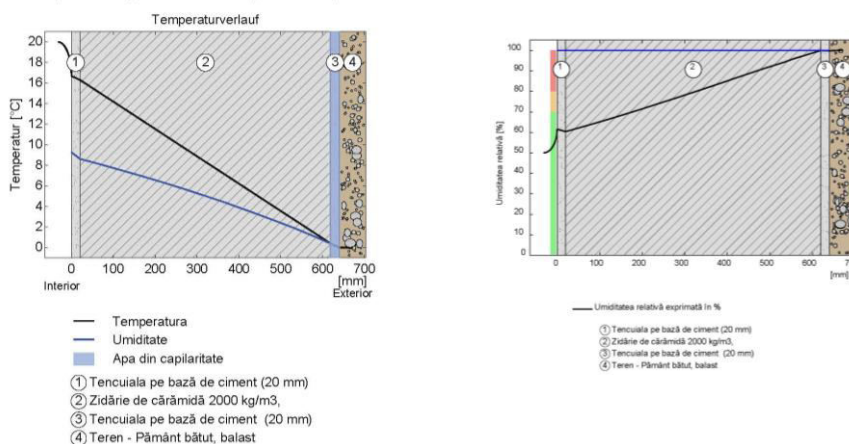 Temperaturverlauf
Temperatur [°C]
20
18
16
14
12
10
8
6
4
2
0
1
2
3
4
0
100
200
300
400
500
600
700
[mm]
Interior
Exterior
Temperatura
Umiditate
Apa din capilaritate
1 Tencuiala pe bază de ciment (20 mm)
2 Zidărie de cărămidă 2000 kg/m3,
3 Tencuiala pe bază de ciment (20 mm)
4 Teren - Pământ bătut, balast
Umiditatea relativă [%]
100
90
80
70
60
50
40
30
20
10
0
1
2
3
4
0
100
200
300
400
500
600
[mm]
Umiditatea relativă exprimată în %
1 Tencuiala pe bază de ciment (20 mm)
2 Zidărie de cărămidă 2000 kg/m3,
3 Tencuiala pe bază de ciment (20 mm)
4 Teren - Pământ bătut, balast